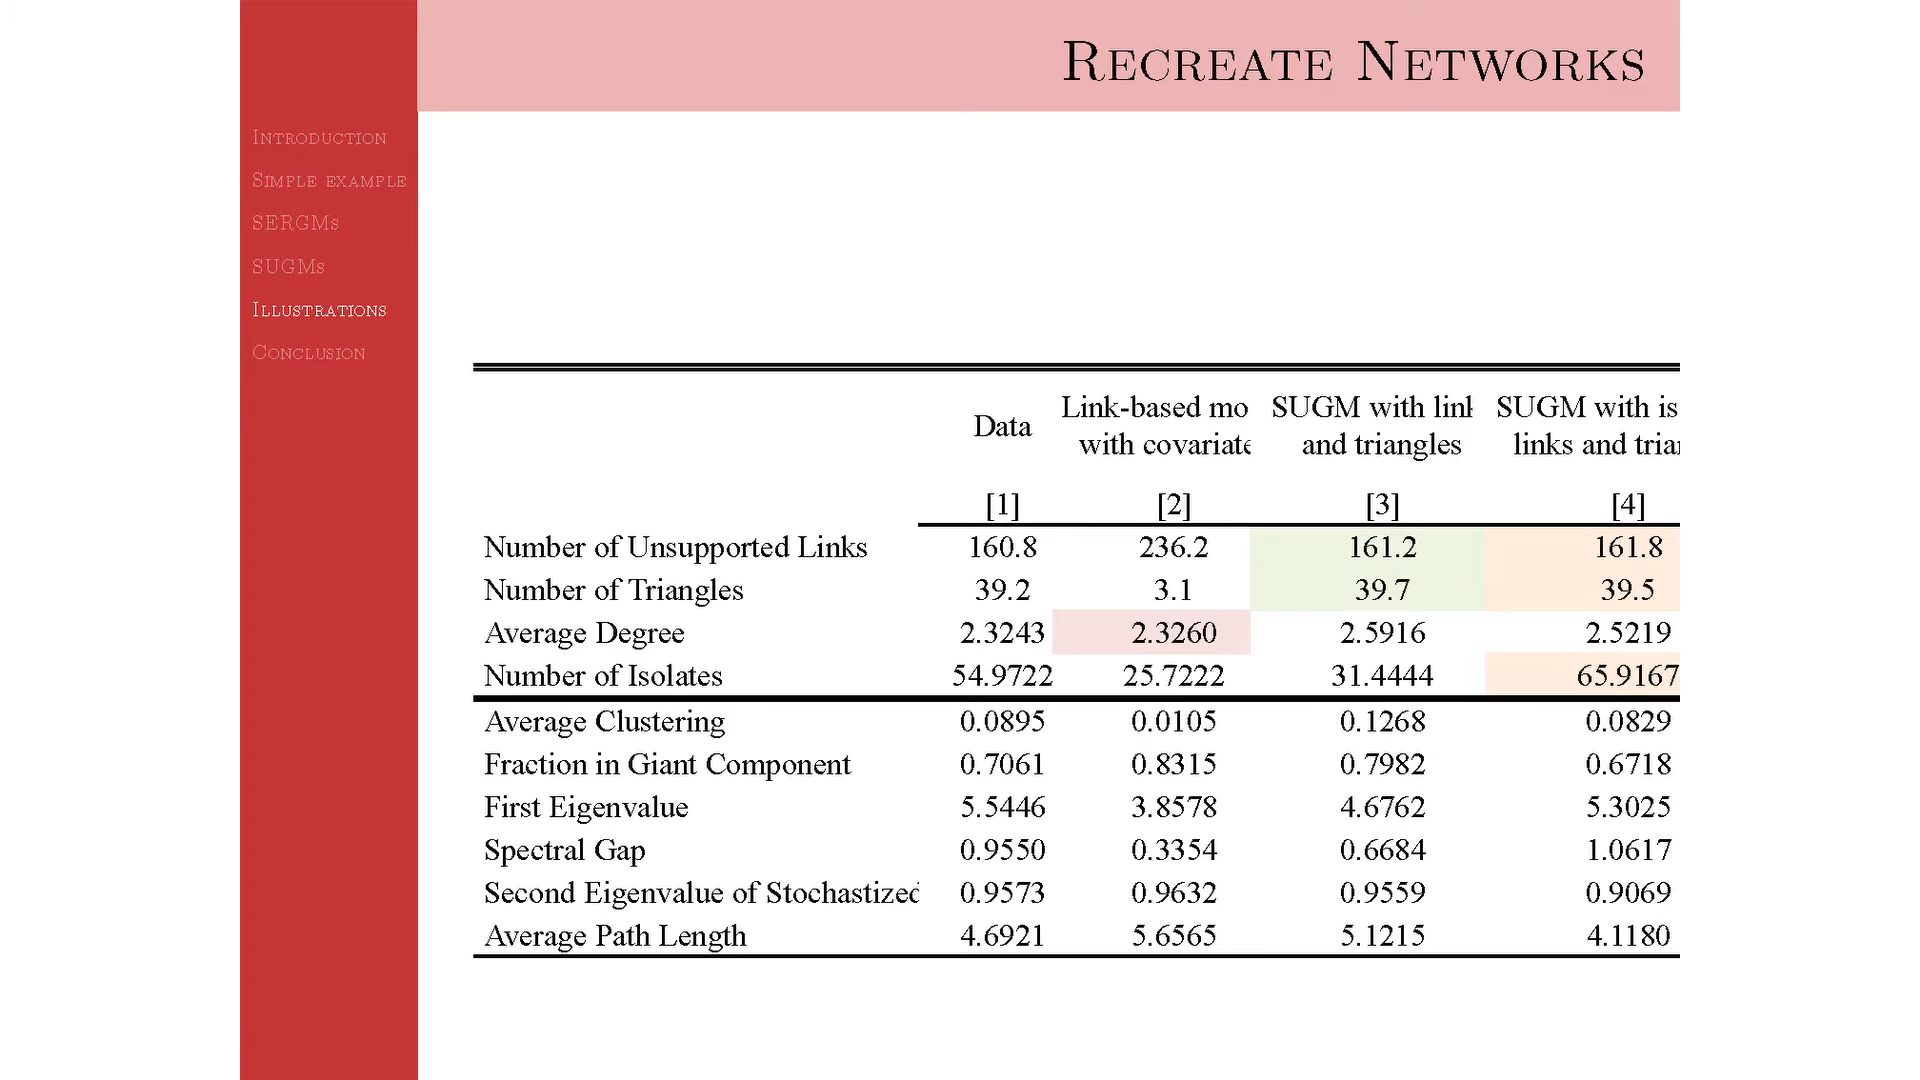 RECREATE NETWORKS
INTRODUCTION
SIMPLE EXAMPLE
SERGMS
SUGMS
ILLUSTRATIONS
CONCLUSION
Data Link-based mo SUGM with link SUGM with is
with covariate and triangles links and tria
[1] [2] [3] [4]
Number of Unsupported Links 160.8 236.2 161.2 161.8
Number of Triangles 39.2 3.1 39.7 39.5
Average Degree 2.3243 2.3260 2.5916 2.5219
Number of Isolates 54.9722 25.7222 31.4444 65.9167
Average Clustering 0.0895 0.0105 0.1268 0.0829
Fraction in Giant Component 0.7061 0.8315 0.7982 0.6718
First Eigenvalue 5.5446 3.8578 4.6762 5.3025
Spectral Gap 0.9550 0.3354 0.6684 1.0617
Second Eigenvalue of Stochastized 0.9573 0.9632 0.9559 0.9069
Average Path Length 4.6921 5.6565 5.1215 4.1180